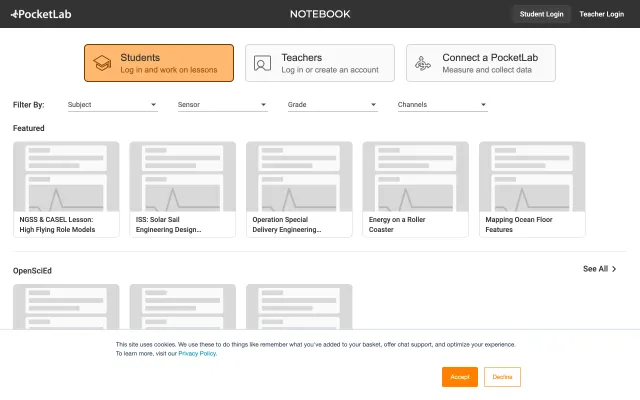 PocketLab
NOTEBOOK
Student Login
Teacher Login
Students
Log in and work on lessons
Teachers
Log in or create an account
Connect a PocketLab
Measure and collect data
Filter By:
Subject
Sensor
Grade
Channels
Featured
NGSS & CASEL Lesson:
High Flying Role Models
ISS: Solar Sail
Engineering Design...
Operation Special
Delivery Engineering...
Energy on a Roller
Coaster
Mapping Ocean Floor
Features
OpenSciEd
See All
This site uses cookies. We use these to do things like remember what you've added to your basket, offer chat support, and optimize your experience.
To learn more, visit our Privacy Policy.
Accept
Decline